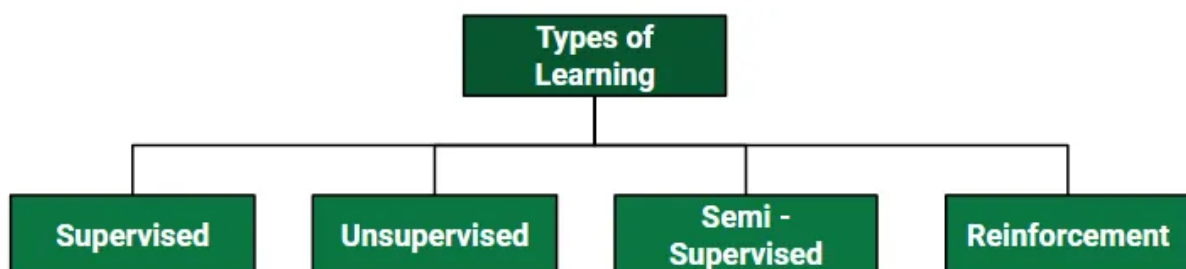 Types of
Learning
Supervised
Unsupervised
Semi -
Supervised
Reinforcement